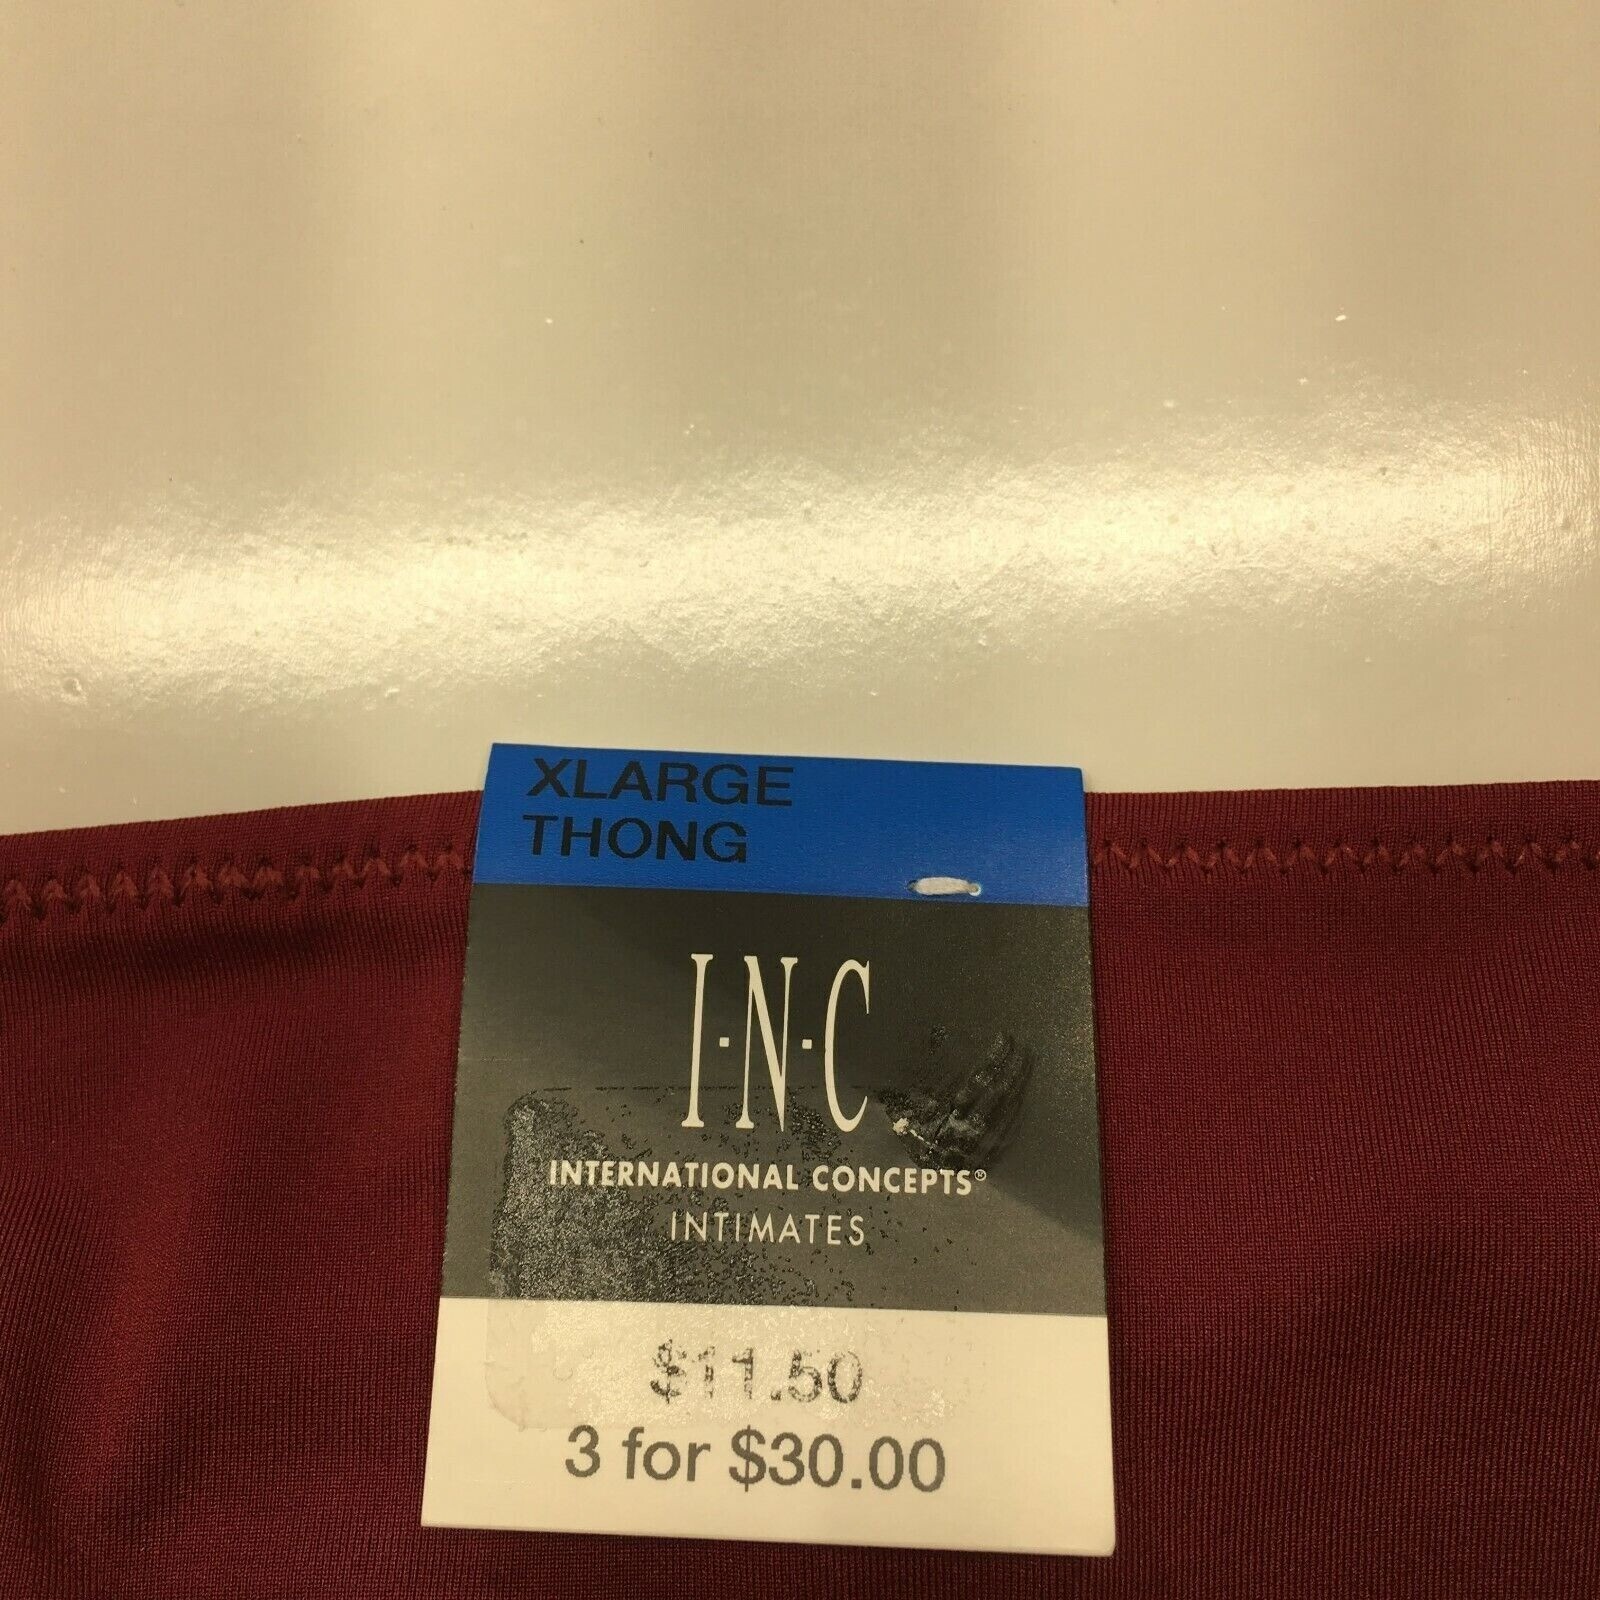 XLARGE
THONG
I·N·C
INTERNATIONAL CONCEPTS®
INTIMATES
$11.50
3 for $30.00